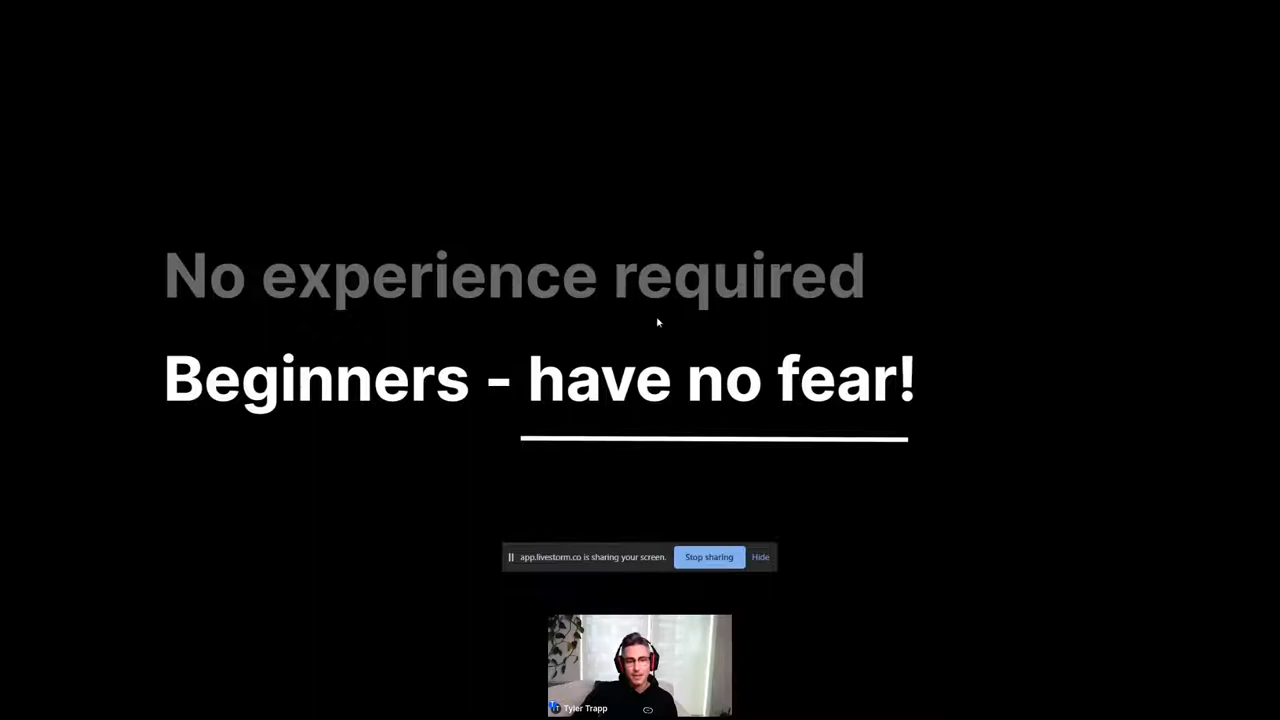 No experience required
Beginners - have no fear!
app.livestorm.co is sharing your screen. Stop sharing Hide
Tyler Trapp